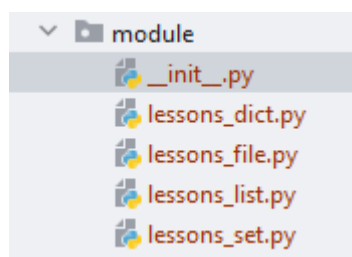 module
__init__.py
lessons_dict.py
lessons_file.py
lessons_list.py
lessons_set.py